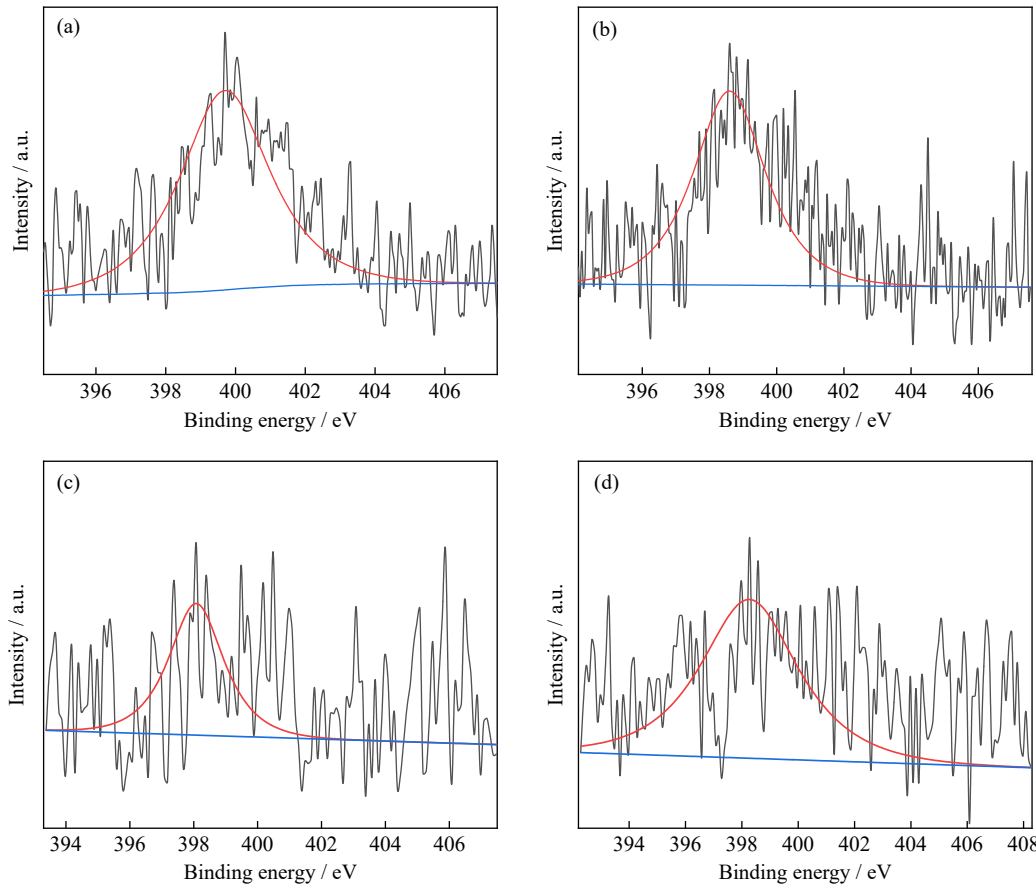 (a)
Intensity / a.u.
396 398 400 402 404 406
Binding energy / eV
(b)
Intensity / a.u.
396 398 400 402 404 406
Binding energy / eV
(c)
Intensity / a.u.
394 396 398 400 402 404 406
Binding energy / eV
(d)
Intensity / a.u.
394 396 398 400 402 404 406 408
Binding energy / eV